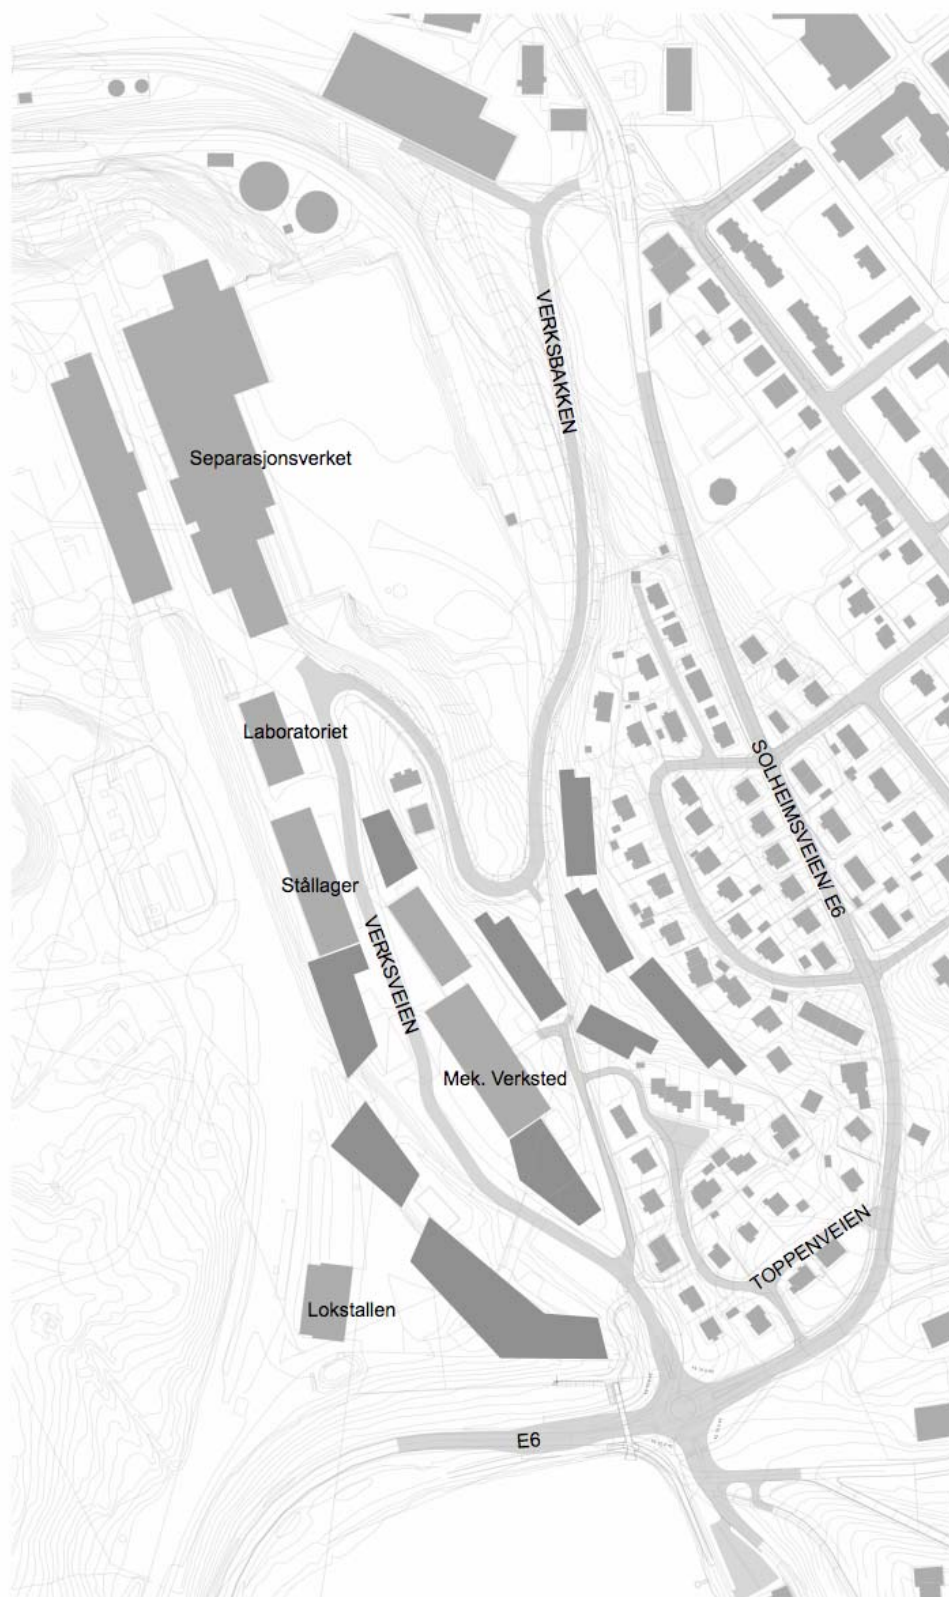 VERKSBAKKEN
Separasjonsverket
Laboratoriet
SOLHEIMSVEIEN/ E6
Stållager
VERKSVEIEN
Mek. Verksted
TOPPENVEIEN
Lokstallen
E6